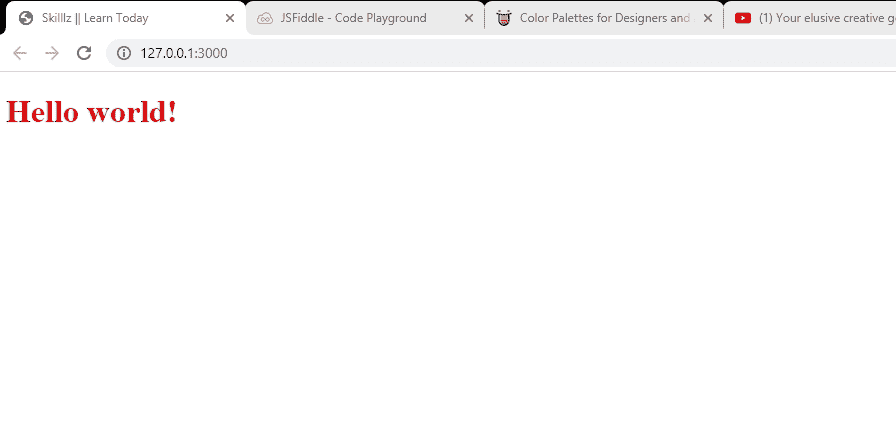 Skilllz || Learn Today
JSFiddle - Code Playground
Color Palettes for Designers and
(1) Your elusive creative g
127.0.0.1:3000
Hello world!